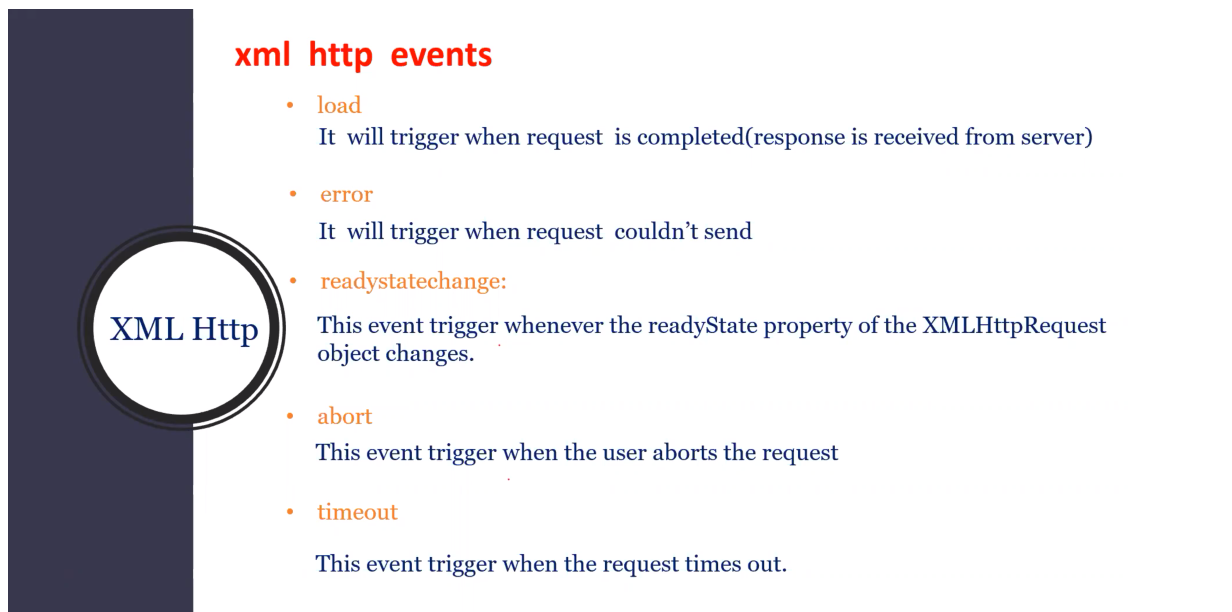 xml http events
• load
It will trigger when request is completed(response is received from server)
• error
It will trigger when request couldn't send
• readystatechange:
This event trigger whenever the readyState property of the XMLHttpRequest
object changes.
XML Http
• abort
This event trigger when the user aborts the request
• timeout
This event trigger when the request times out.